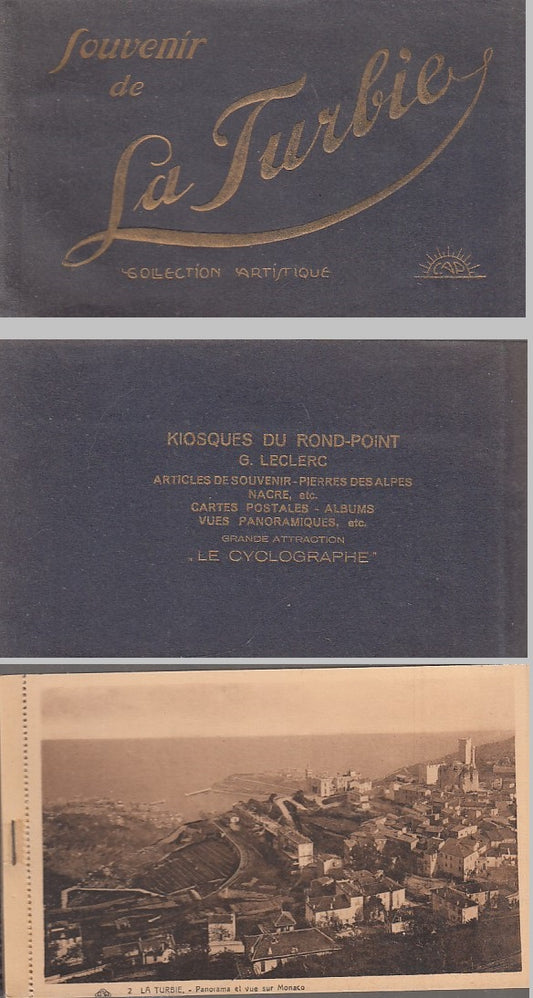 Souvenir
de
La Turbie
COLLECTION ARTISTIQUE
CAP
KIOSQUES DU ROND-POINT
G. LECLERC
ARTICLES DE SOUVENIR - PIERRES DES ALPES
NACRE, etc.
CARTES POSTALES - ALBUMS
VUES PANORAMIQUES, etc.
GRANDE ATTRACTION
„LE CYCLOGRAPHE"
2 LA TURBIE. - Panorama et vue sur Monaco